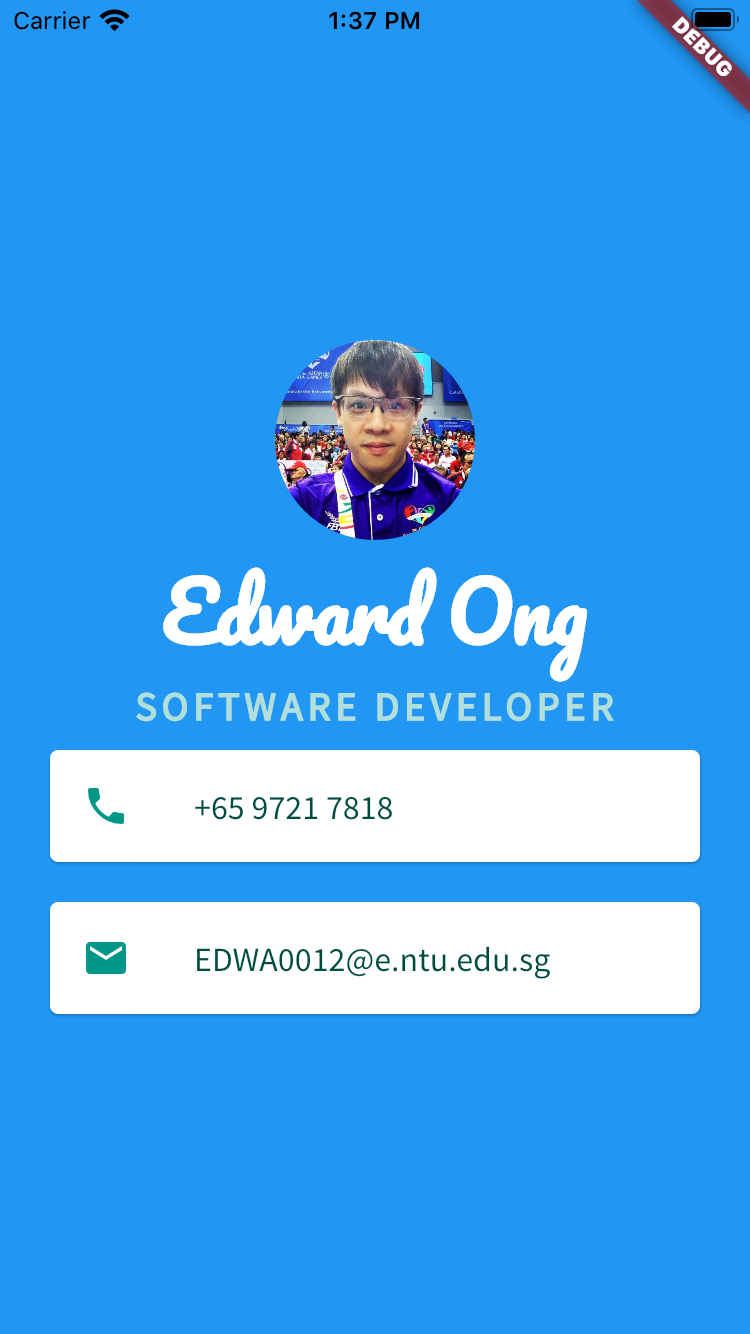 Carrier 1:37 PM
DEBUG
Edward Ong
SOFTWARE DEVELOPER
+65 9721 7818
EDWA0012@e.ntu.edu.sg